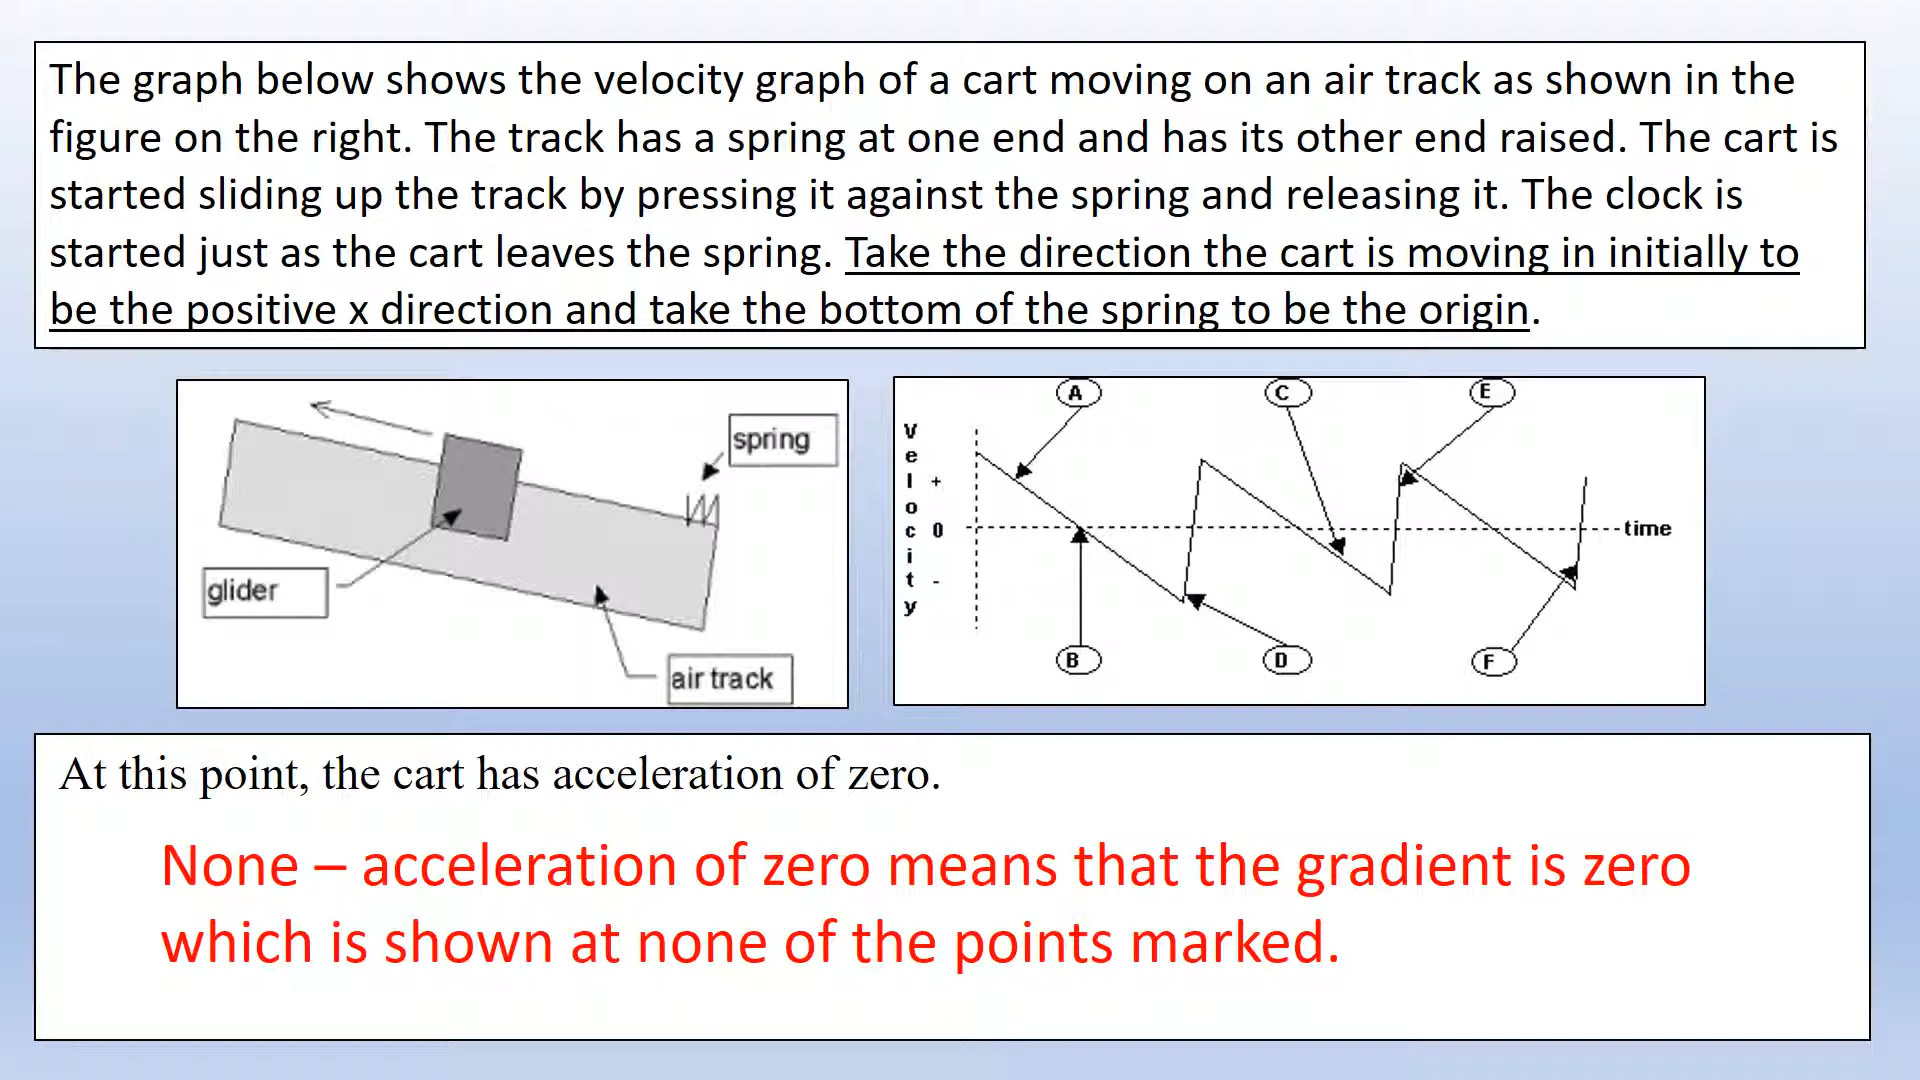 The graph below shows the velocity graph of a cart moving on an air track as shown in the
figure on the right. The track has a spring at one end and has its other end raised. The cart is
started sliding up the track by pressing it against the spring and releasing it. The clock is
started just as the cart leaves the spring. Take the direction the cart is moving in initially to
be the positive x direction and take the bottom of the spring to be the origin.
spring
glider
air track
A
C
E
Velocity
+
0
-
time
B
D
F
At this point, the cart has acceleration of zero.
None – acceleration of zero means that the gradient is zero
which is shown at none of the points marked.